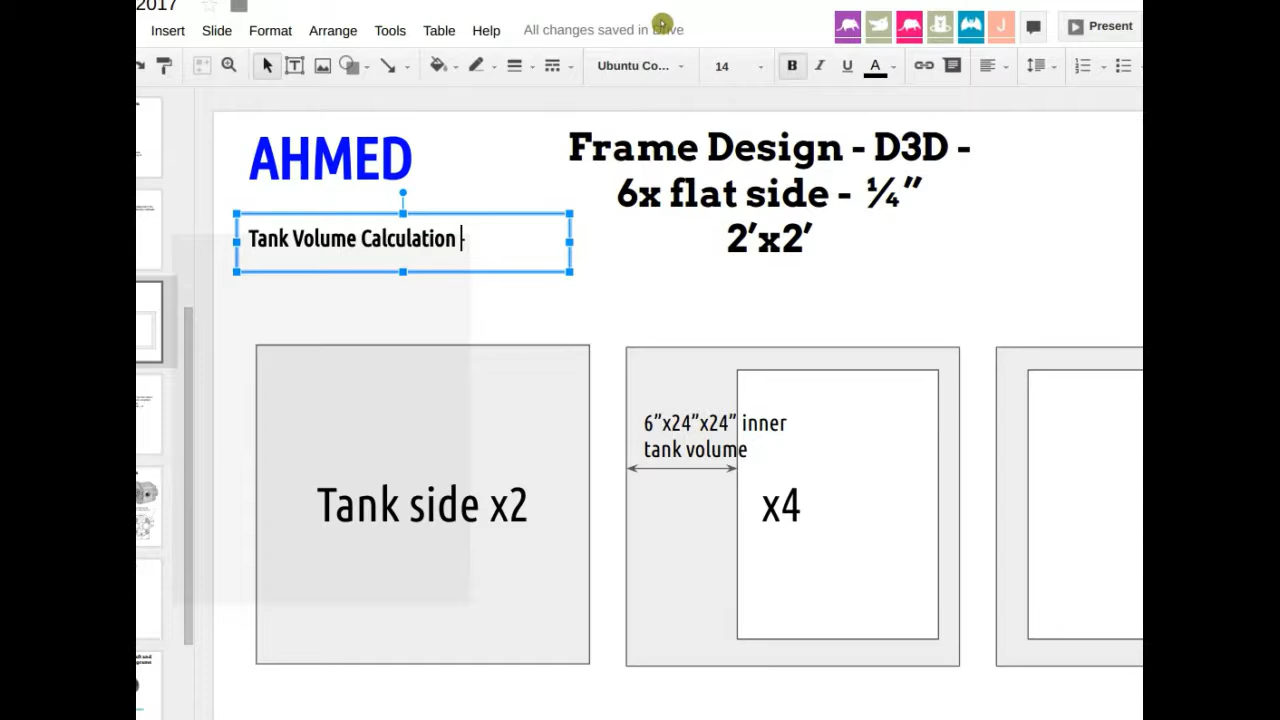 2017
Insert Slide Format Arrange Tools Table Help All changes saved in Drive
J
Present
Ubuntu Co... 14 B I U A
AHMED
Frame Design - D3D -
6x flat side - ¼”
2’x2’
Tank Volume Calculation -
6”x24”x24” inner
tank volume
Tank side x2
x4